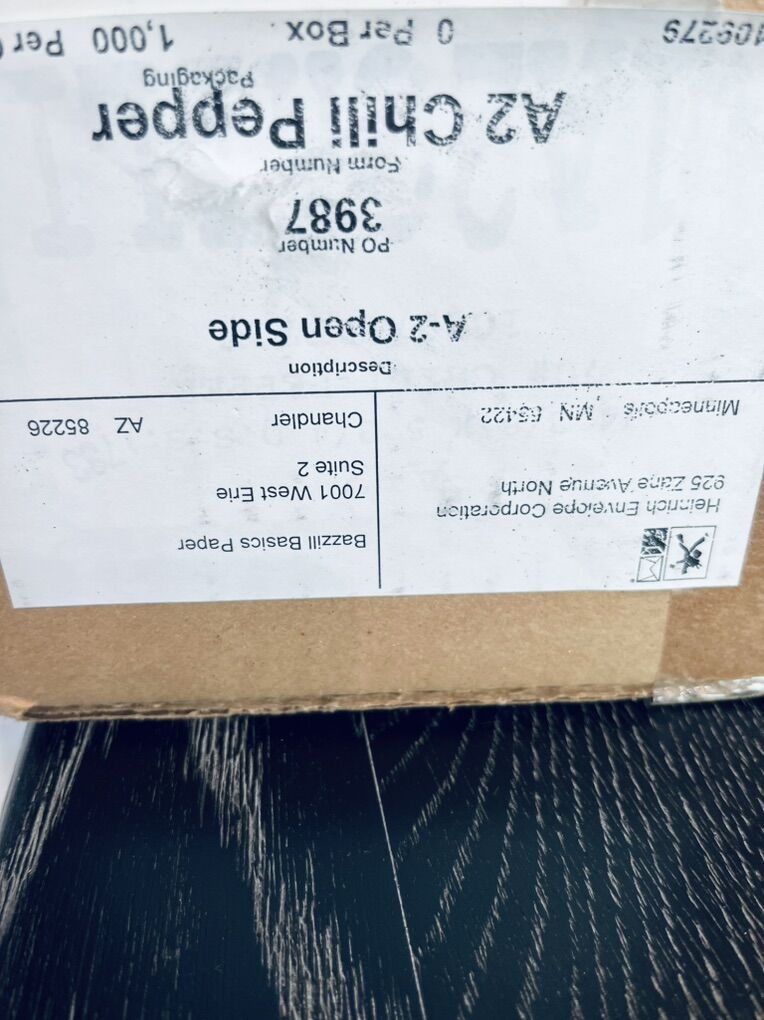 Heinrich Envelope Corporation
925 Zane Avenue North
Minneapolis, MN 55422
Bazzill Basics Paper
7001 West Erie
Suite 2
Chandler AZ 85226
Description
A-2 Open Side
PO Number
3987
Form Number
A2 Chili Pepper
Packaging
0 Per Box 1,000 Per